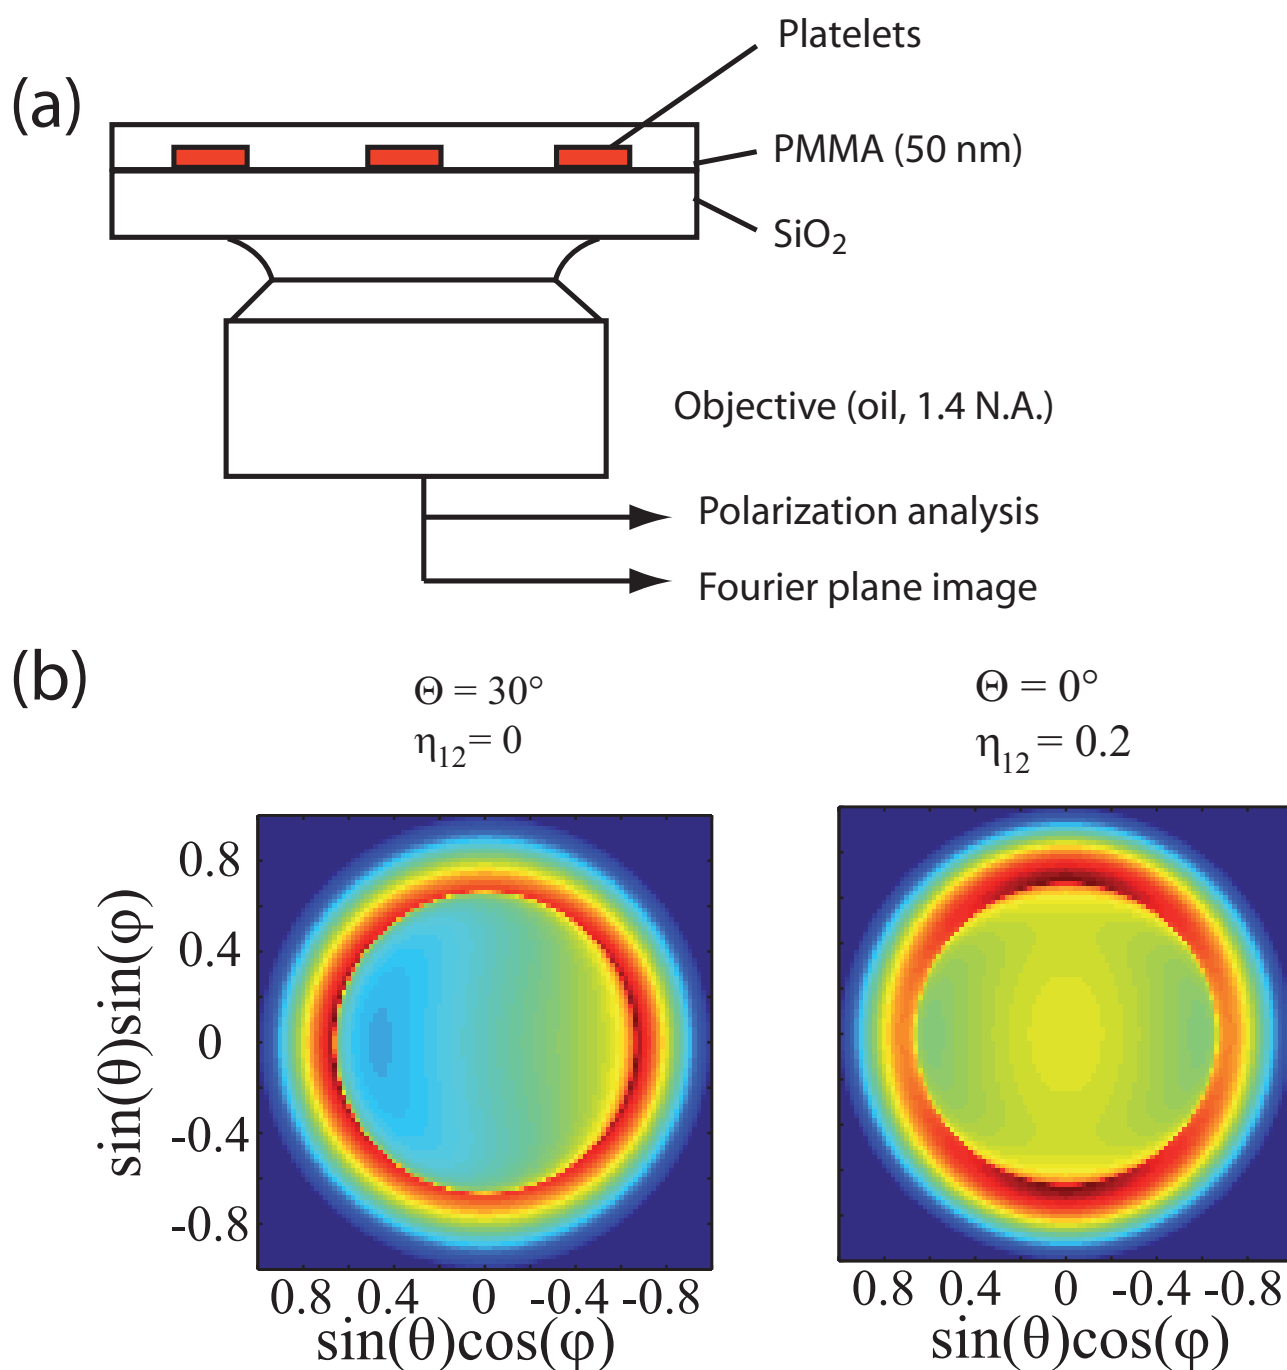 (a)
Platelets
PMMA (50 nm)
SiO₂
Objective (oil, 1.4 N.A.)
Polarization analysis
Fourier plane image
(b)
Θ = 30°
η₁₂ = 0
Θ = 0°
η₁₂ = 0.2
sin(θ)sin(φ)
0.8
0.4
0
-0.4
-0.8
0.8 0.4 0 -0.4 -0.8
sin(θ)cos(φ)
0.8 0.4 0 -0.4 -0.8
sin(θ)cos(φ)